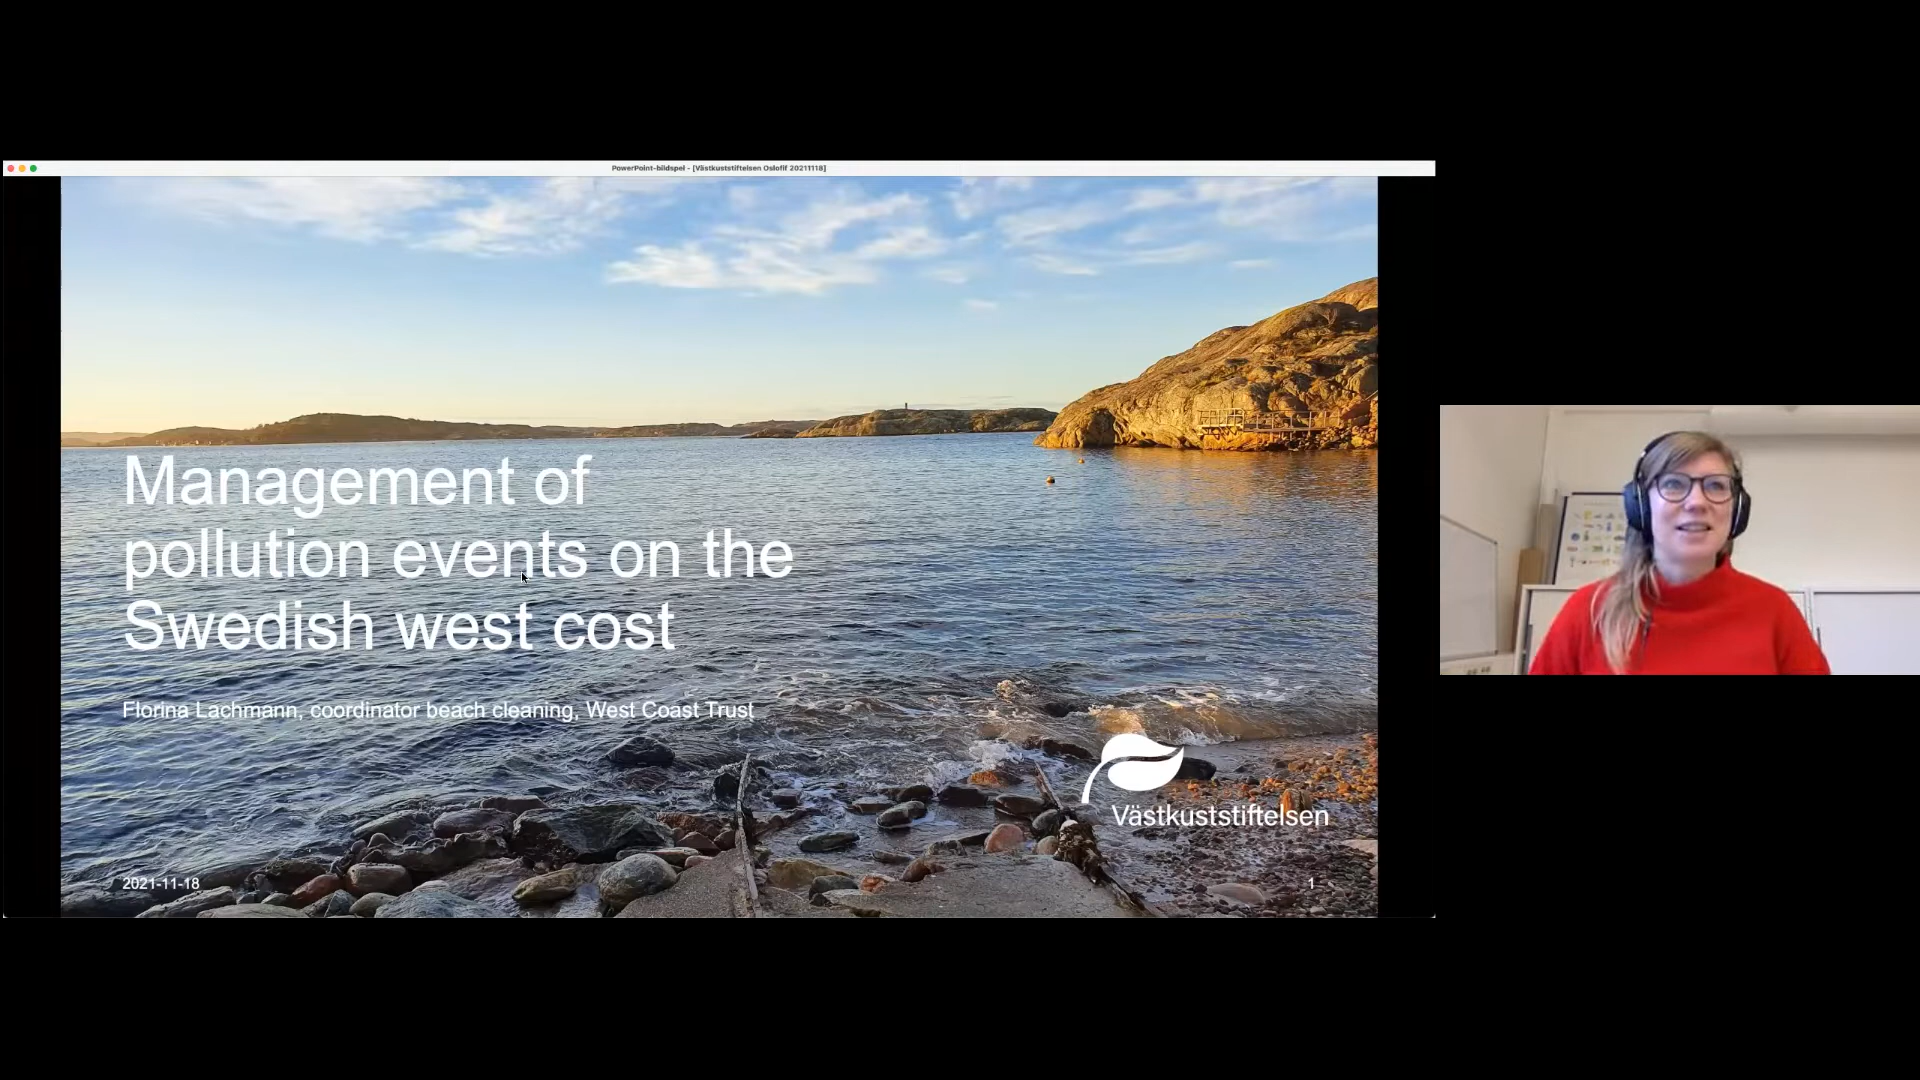 PowerPoint-bildspel - [Västkuststiftelsen Oslofif 20211118]
Management of
pollution events on the
Swedish west cost
Florina Lachmann, coordinator beach cleaning, West Coast Trust
Västkuststiftelsen
2021-11-18
1